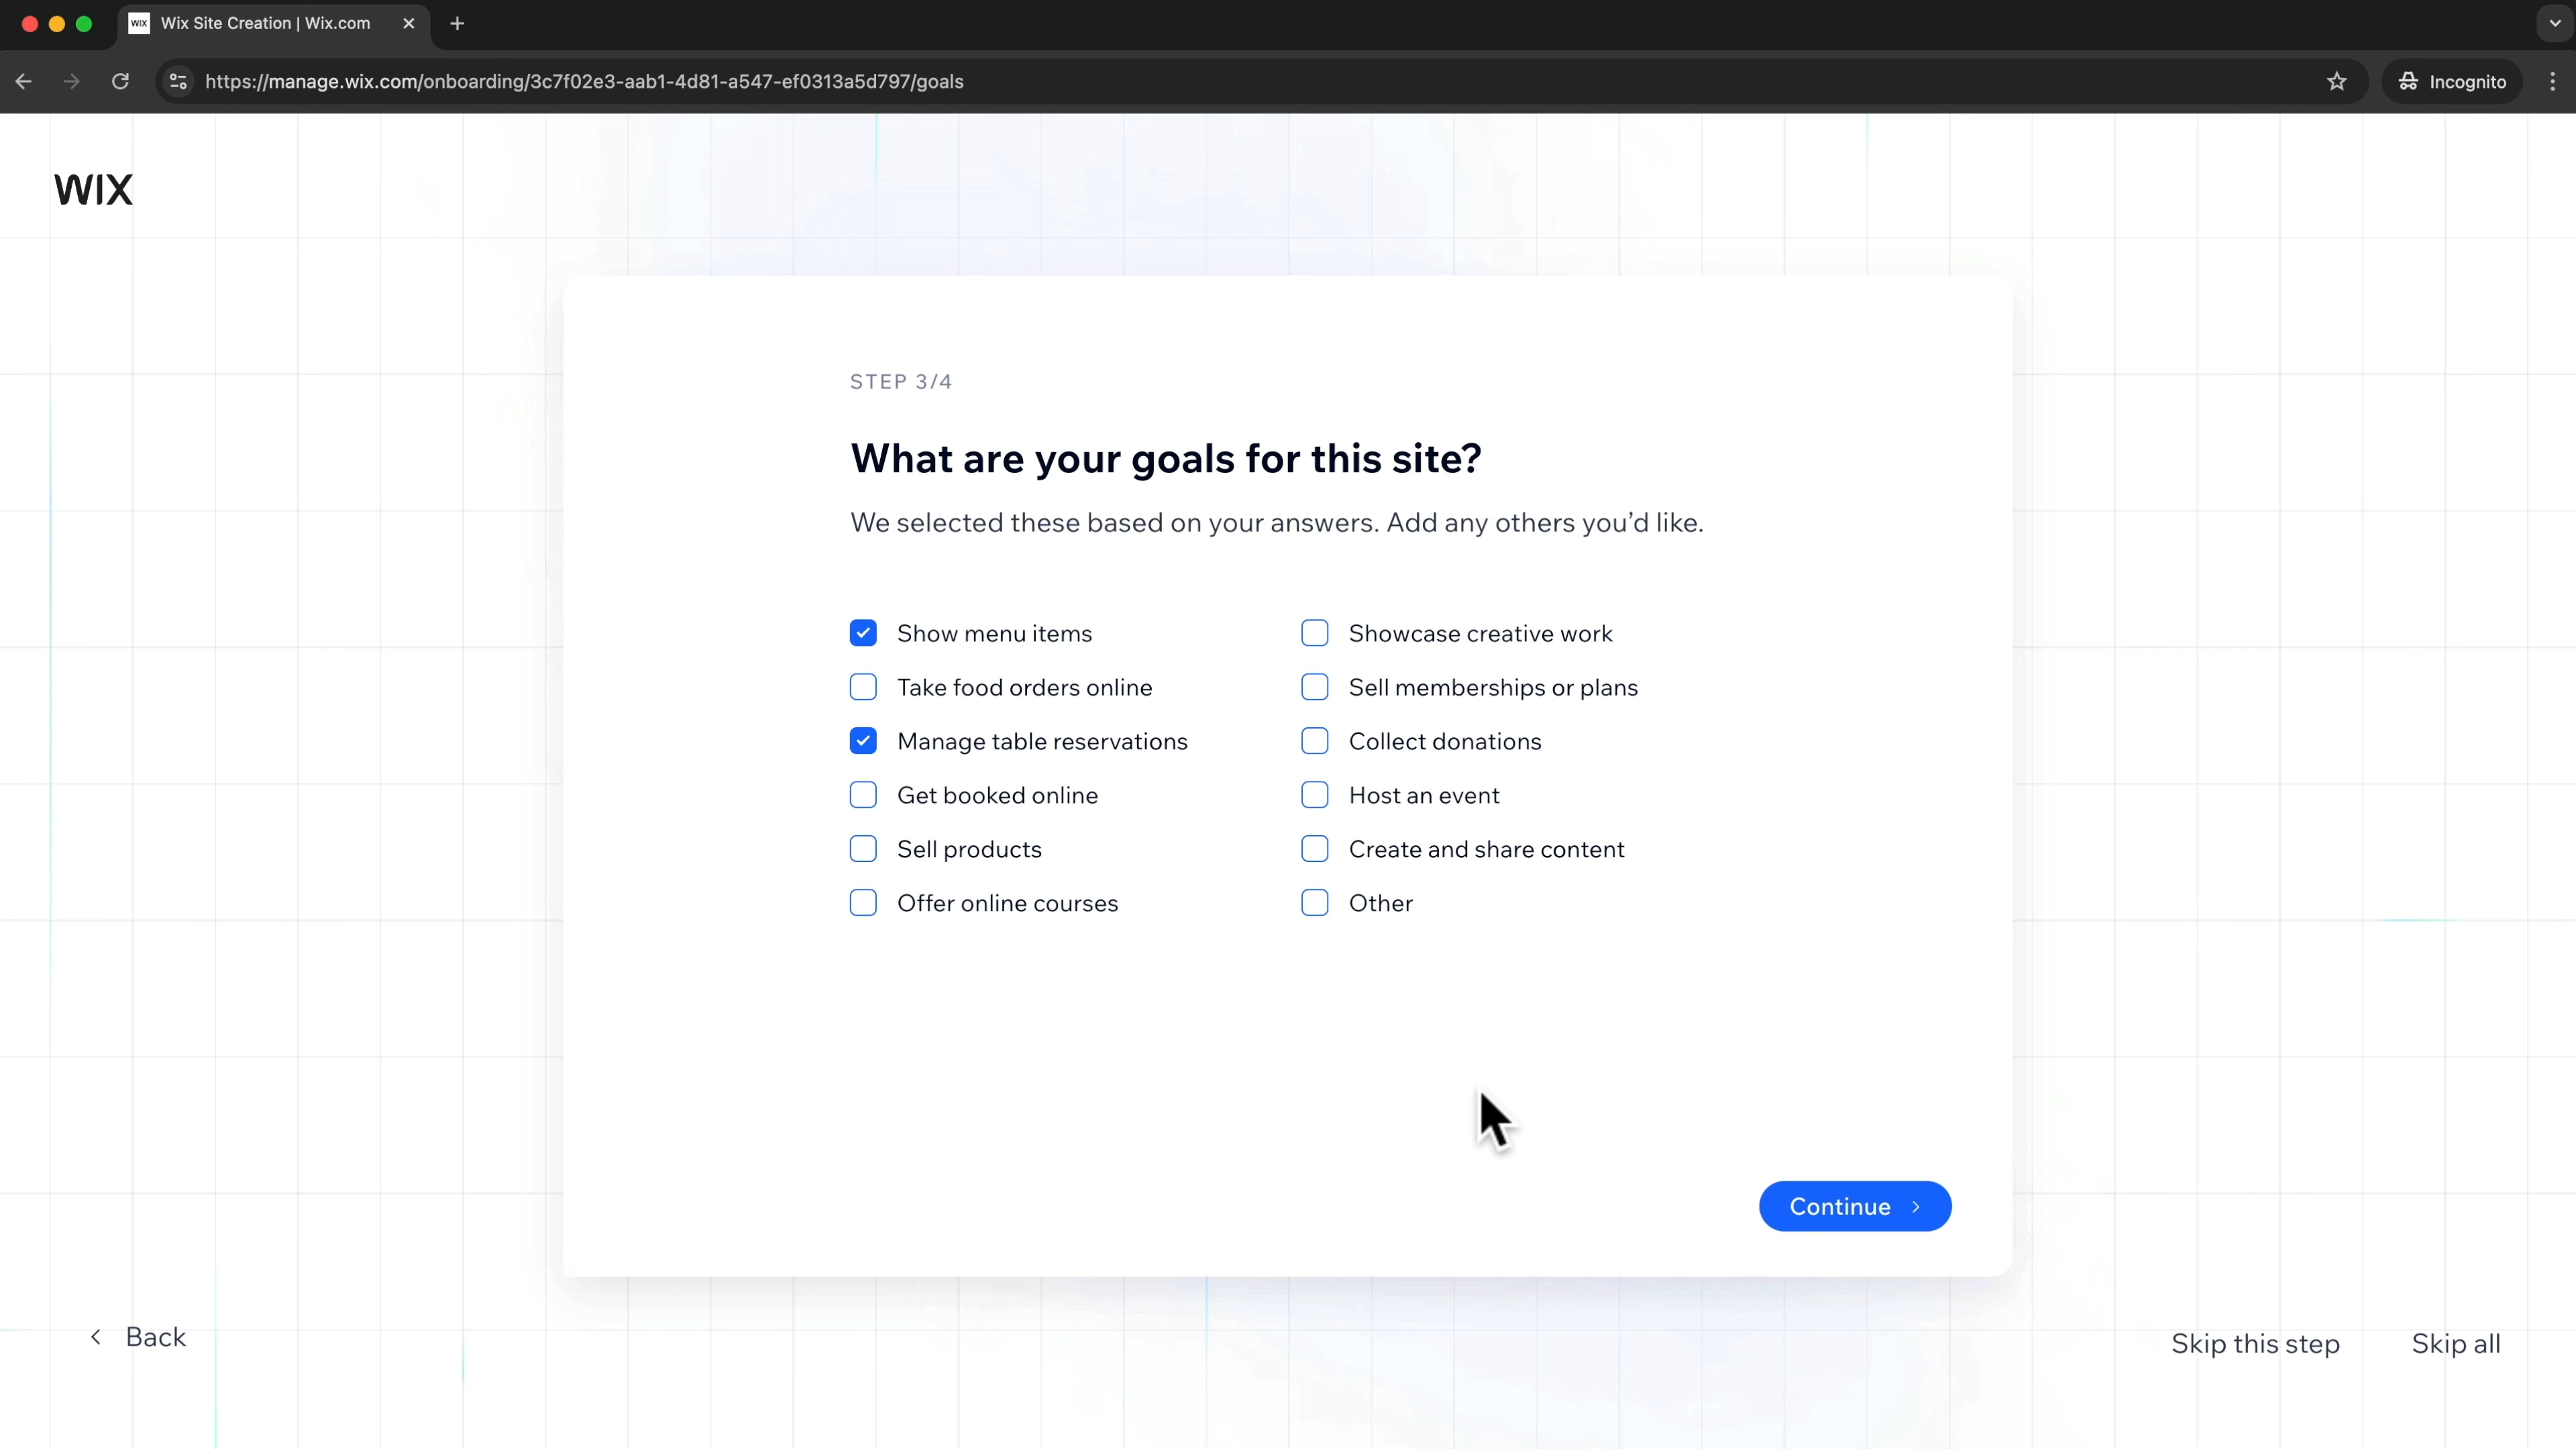 WIX Wix Site Creation | Wix.com
https://manage.wix.com/onboarding/3c7f02e3-aab1-4d81-a547-ef0313a5d797/goals
Incognito
WIX
STEP 3/4
What are your goals for this site?
We selected these based on your answers. Add any others you’d like.
Show menu items
Take food orders online
Manage table reservations
Get booked online
Sell products
Offer online courses
Showcase creative work
Sell memberships or plans
Collect donations
Host an event
Create and share content
Other
Continue
Back
Skip this step
Skip all